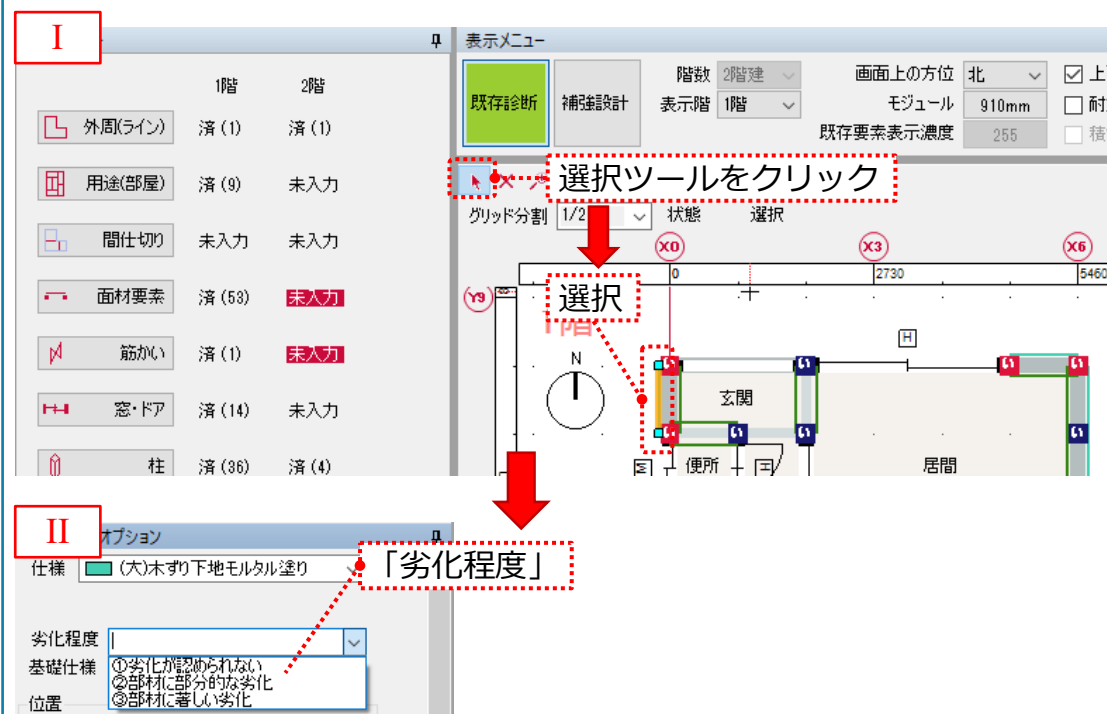 I
表示メニュー
1階 2階
外周(ライン) 済(1) 済(1)
用途(部屋) 済(9) 未入力
間仕切り 未入力 未入力
面材要素 済(53) 未入力
筋かい 済(1) 未入力
窓・ドア 済(14) 未入力
柱 済(36) 済(4)
既存診断 補強設計
階数 2階建 画面上の方位 北 上
表示階 1階 モジュール 910mm
既存要素表示濃度 255 積
選択ツールをクリック
グリッド分割 1/2 状態 選択
X0 X3 X6
0 2730 5460
Y9
選択
1階
N
H
玄関
便所 居間
II
オプション
仕様 (大)木ずり下地モルタル塗り
「劣化程度」
劣化程度
基礎仕様 ①劣化が認められない
②部材に部分的な劣化
③部材に著しい劣化
位置